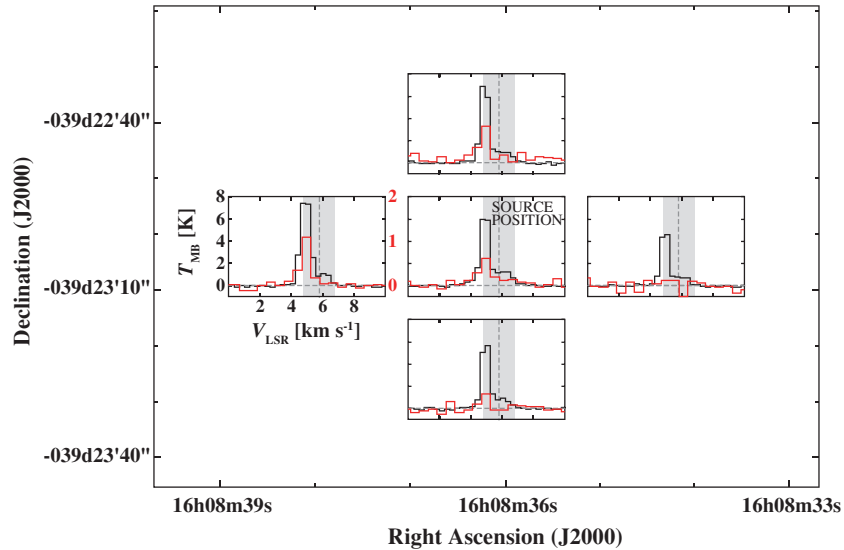 -039d22'40"
Declination (J2000)
-039d23'10"
-039d23'40"
T_MB [K]
8
6
4
2
0
2
1
0
SOURCE
POSITION
2 4 6 8
V_LSR [km s⁻¹]
16h08m39s 16h08m36s 16h08m33s
Right Ascension (J2000)